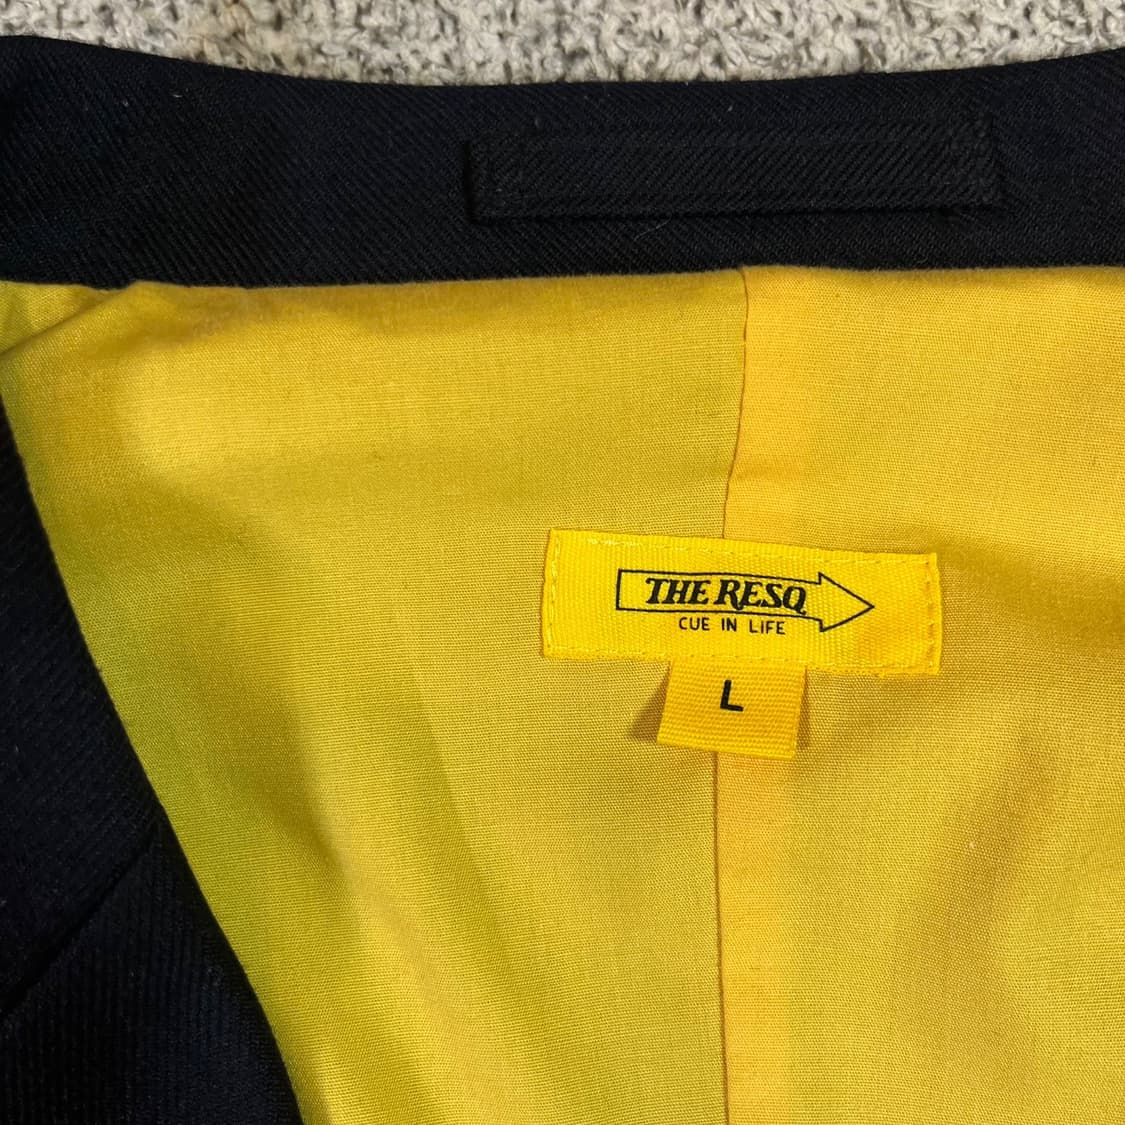 THE RESQ
CUE IN LIFE
L